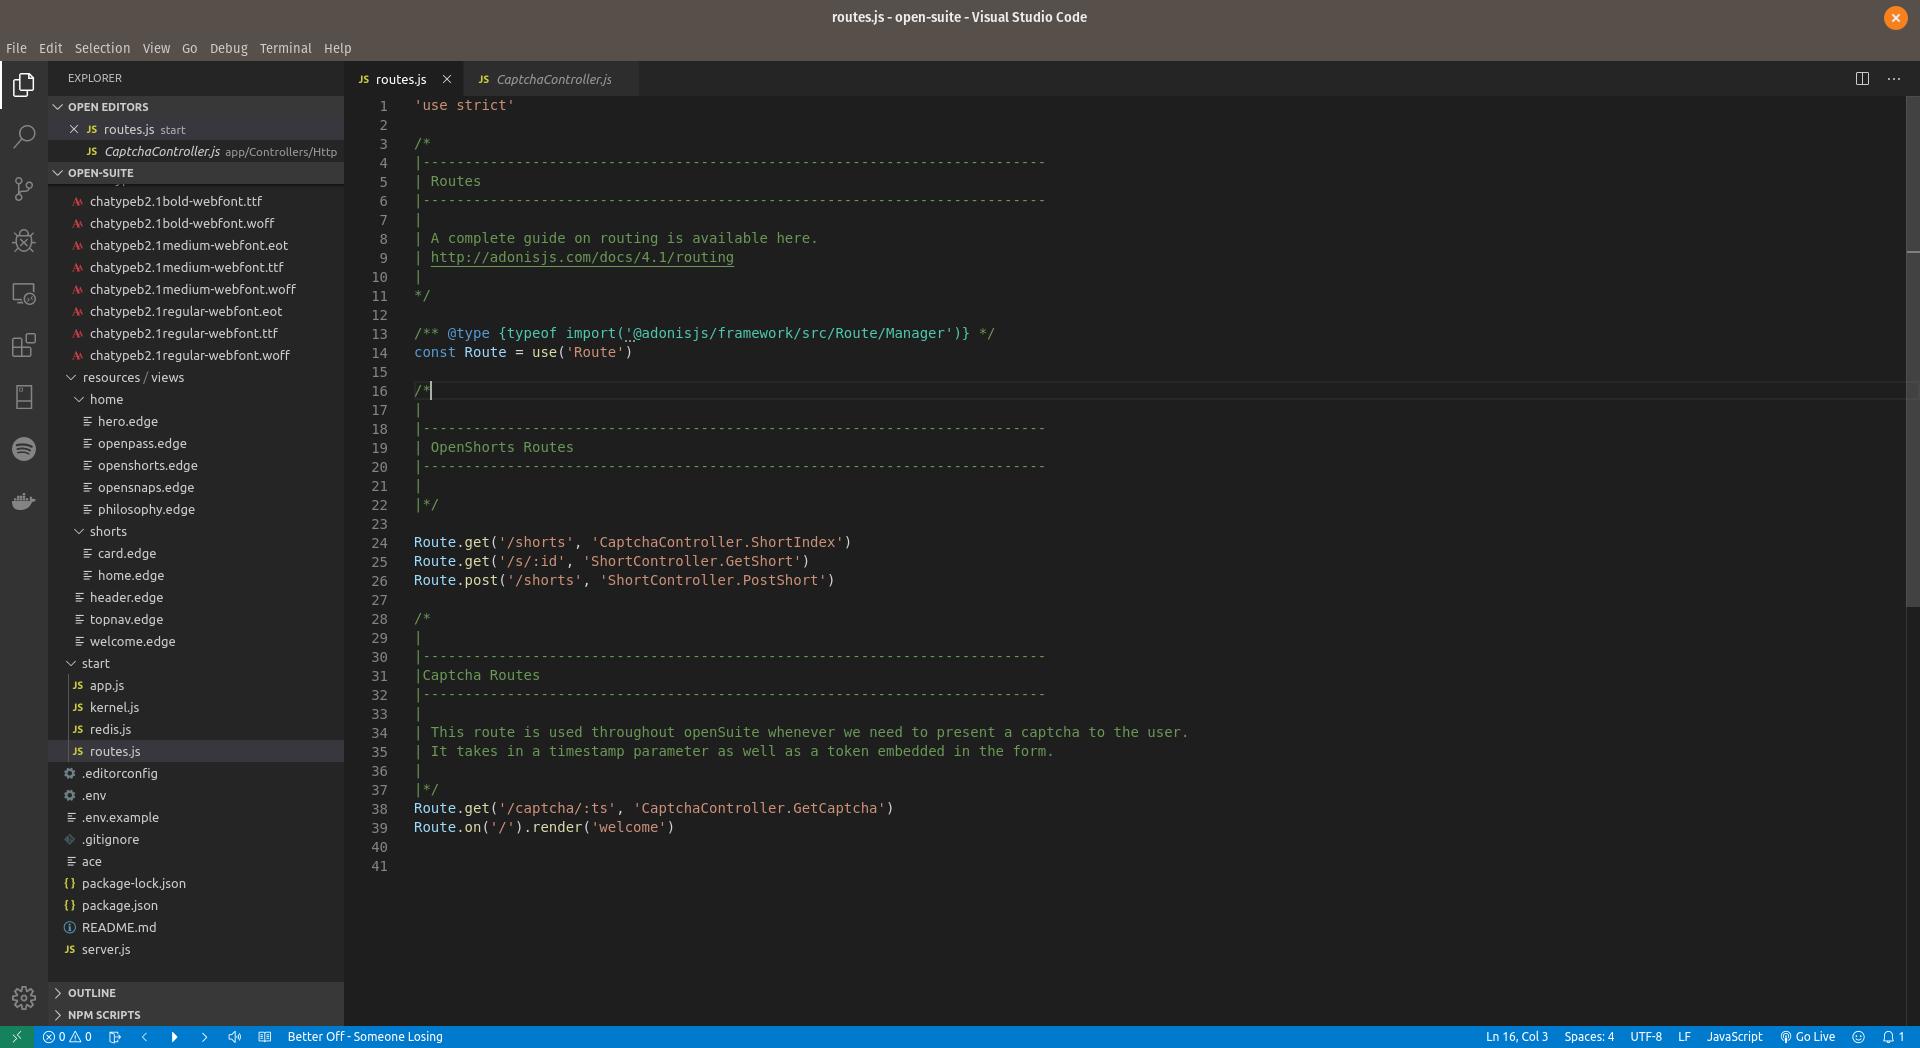 routes.js - open-suite - Visual Studio Code
File Edit Selection View Go Debug Terminal Help
EXPLORER
OPEN EDITORS
JS routes.js start
JS CaptchaController.js app/Controllers/Http
OPEN-SUITE
chatypeb2.1bold-webfont.ttf
chatypeb2.1bold-webfont.woff
chatypeb2.1medium-webfont.eot
chatypeb2.1medium-webfont.ttf
chatypeb2.1medium-webfont.woff
chatypeb2.1regular-webfont.eot
chatypeb2.1regular-webfont.ttf
chatypeb2.1regular-webfont.woff
resources / views
home
hero.edge
openpass.edge
openshorts.edge
opensnaps.edge
philosophy.edge
shorts
card.edge
home.edge
header.edge
topnav.edge
welcome.edge
start
JS app.js
JS kernel.js
JS redis.js
JS routes.js
.editorconfig
.env
.env.example
.gitignore
ace
{} package-lock.json
{} package.json
README.md
JS server.js
OUTLINE
NPM SCRIPTS
JS routes.js
JS CaptchaController.js
1 'use strict'
2
3 /*
4 |--------------------------------------------------------------------------
5 | Routes
6 |--------------------------------------------------------------------------
7 |
8 | A complete guide on routing is available here.
9 | http://adonisjs.com/docs/4.1/routing
10 |
11 */
12
13 /** @type {typeof import('@adonisjs/framework/src/Route/Manager')} */
14 const Route = use('Route')
15
16 /*
17 |
18 |--------------------------------------------------------------------------
19 | OpenShorts Routes
20 |--------------------------------------------------------------------------
21 |
22 |*/
23
24 Route.get('/shorts', 'CaptchaController.ShortIndex')
25 Route.get('/s/:id', 'ShortController.GetShort')
26 Route.post('/shorts', 'ShortController.PostShort')
27
28 /*
29 |
30 |--------------------------------------------------------------------------
31 |Captcha Routes
32 |--------------------------------------------------------------------------
33 |
34 | This route is used throughout openSuite whenever we need to present a captcha to the user.
35 | It takes in a timestamp parameter as well as a token embedded in the form.
36 |
37 |*/
38 Route.get('/captcha/:ts', 'CaptchaController.GetCaptcha')
39 Route.on('/').render('welcome')
40
41
0 0 Better Off - Someone Losing Ln 16, Col 3 Spaces: 4 UTF-8 LF JavaScript Go Live 1